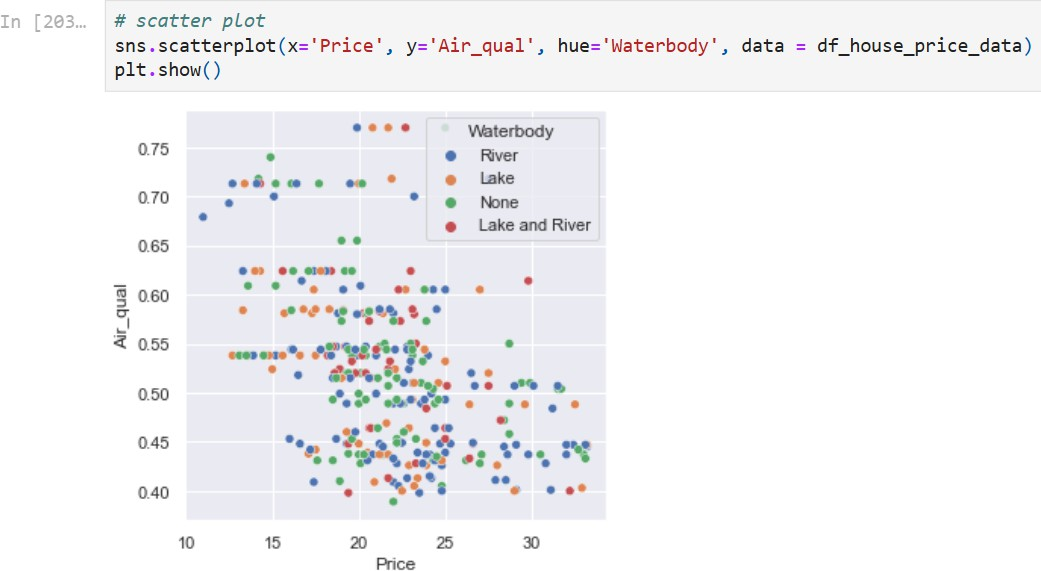 In [203…
# scatter plot
sns.scatterplot(x='Price', y='Air_qual', hue='Waterbody', data = df_house_price_data)
plt.show()
Waterbody
River
Lake
None
Lake and River
0.75
0.70
0.65
0.60
0.55
0.50
0.45
0.40
Air_qual
10 15 20 25 30
Price